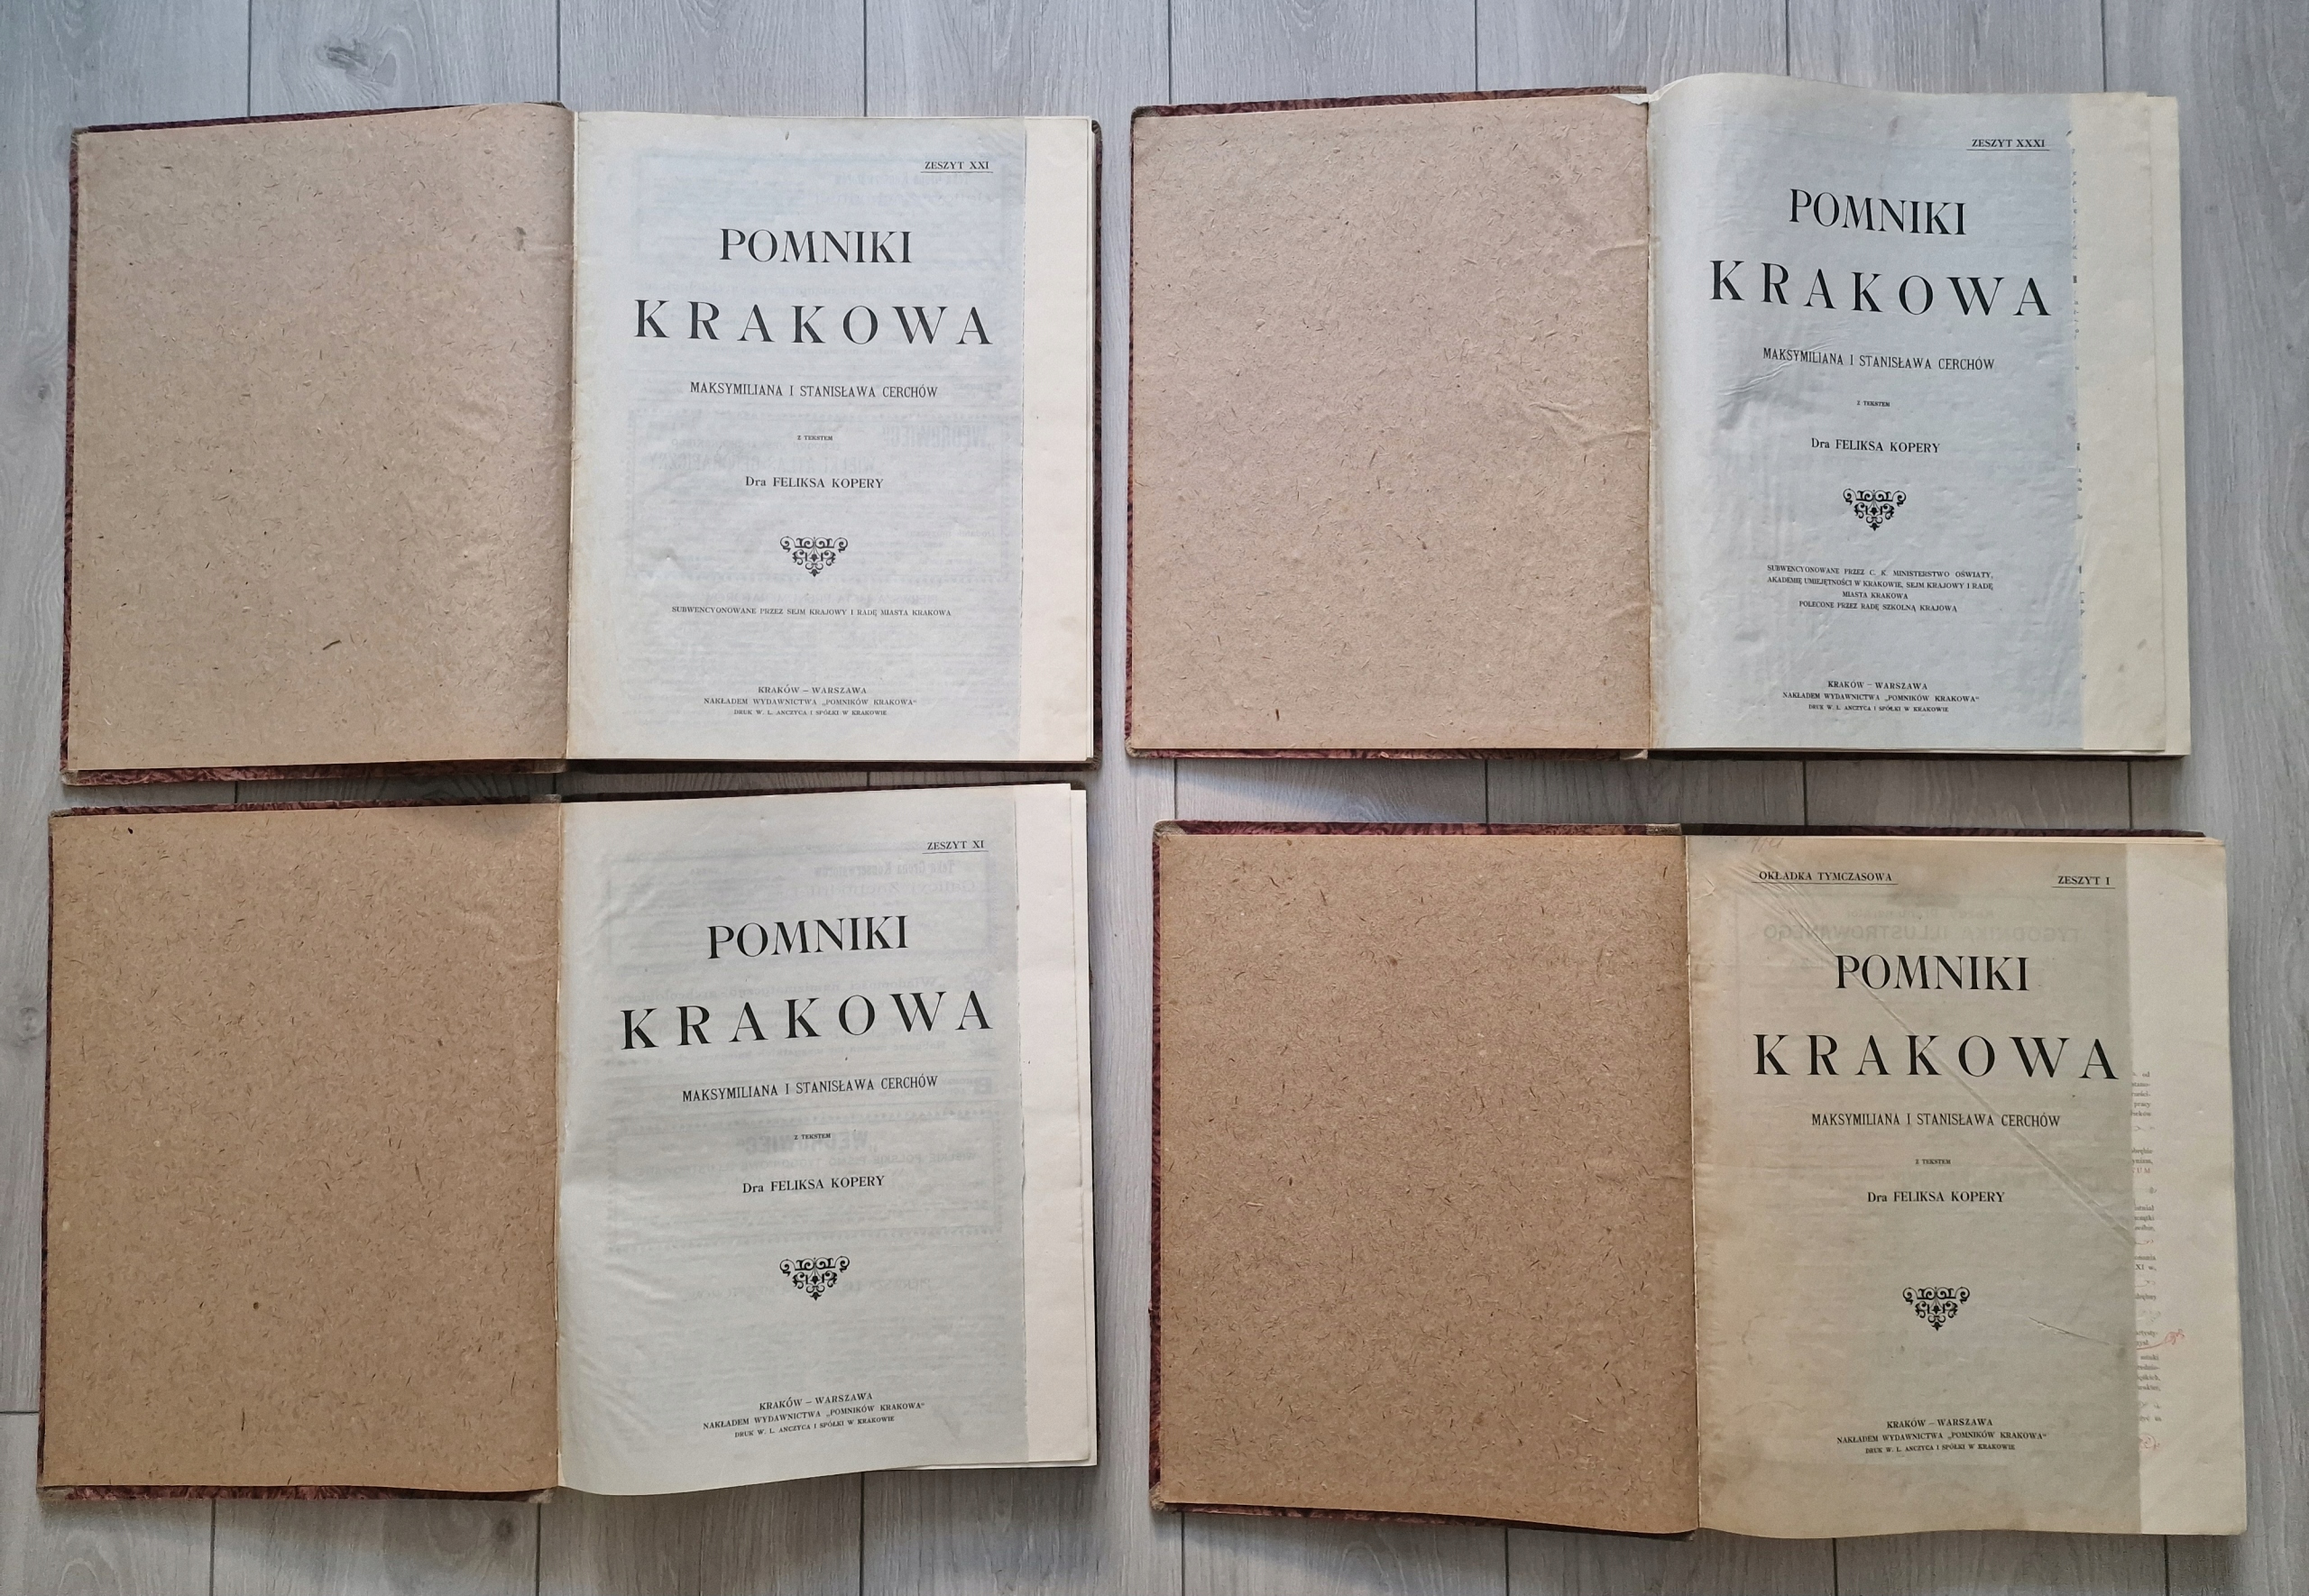 ZESZYT XXI
POMNIKI
KRAKOWA
MAKSYMILIANA I STANISŁAWA CERCHÓW
Z TEKSTEM
Dra FELIKSA KOPERY
SUBWENCYONOWANE PRZEZ SEJM KRAJOWY I RADĘ MIASTA KRAKOWA
KRAKÓW – WARSZAWA
NAKŁADEM WYDAWNICTWA „POMNIKÓW KRAKOWA“
DRUK W. L. ANCZYCA I SPÓŁKI W KRAKOWIE
ZESZYT XXXI
POMNIKI
KRAKOWA
MAKSYMILIANA I STANISŁAWA CERCHÓW
Z TEKSTEM
Dra FELIKSA KOPERY
SUBWENCYONOWANE PRZEZ C. K. MINISTERSTWO OŚWIATY,
AKADEMIĘ UMIEJĘTNOŚCI W KRAKOWIE, SEJM KRAJOWY I RADĘ
MIASTA KRAKOWA
POLECONE PRZEZ RADĘ SZKOLNĄ KRAJOWĄ
KRAKÓW – WARSZAWA
NAKŁADEM WYDAWNICTWA „POMNIKÓW KRAKOWA“
DRUK W. L. ANCZYCA I SPÓŁKI W KRAKOWIE
ZESZYT XI
POMNIKI
KRAKOWA
MAKSYMILIANA I STANISŁAWA CERCHÓW
Z TEKSTEM
Dra FELIKSA KOPERY
KRAKÓW – WARSZAWA
NAKŁADEM WYDAWNICTWA „POMNIKÓW KRAKOWA“
DRUK W. L. ANCZYCA I SPÓŁKI W KRAKOWIE
OKŁADKA TYMCZASOWA
ZESZYT I
POMNIKI
KRAKOWA
MAKSYMILIANA I STANISŁAWA CERCHÓW
Z TEKSTEM
Dra FELIKSA KOPERY
KRAKÓW – WARSZAWA
NAKŁADEM WYDAWNICTWA „POMNIKÓW KRAKOWA“
DRUK W. L. ANCZYCA I SPÓŁKI W KRAKOWIE